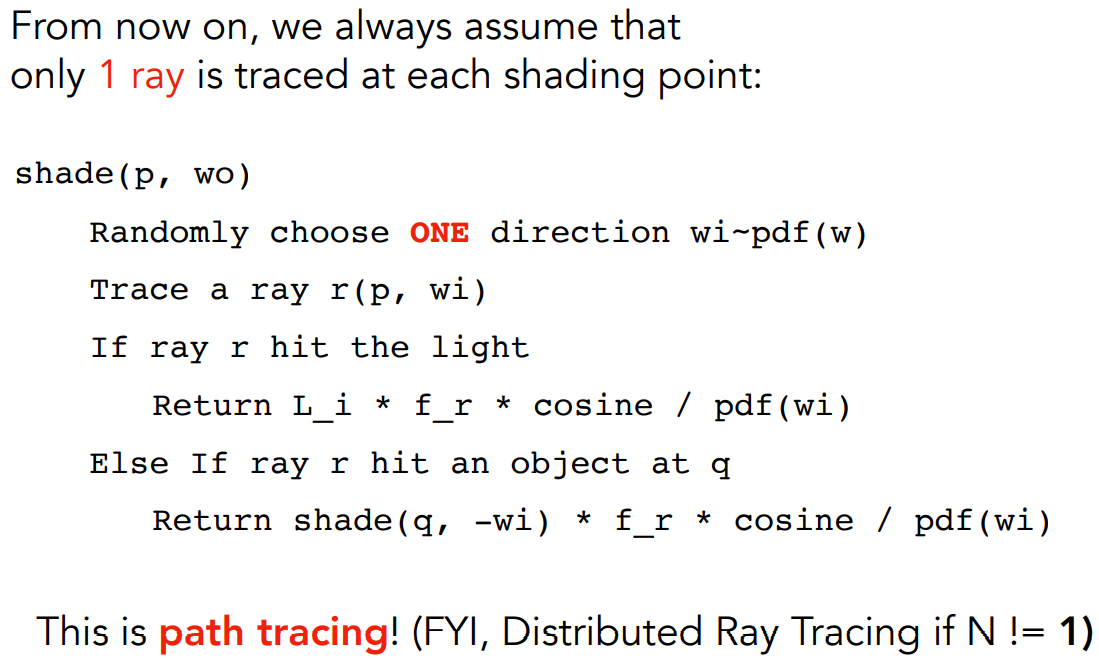 From now on, we always assume that
only 1 ray is traced at each shading point:
shade(p, wo)
Randomly choose ONE direction wi~pdf(w)
Trace a ray r(p, wi)
If ray r hit the light
Return L_i * f_r * cosine / pdf(wi)
Else If ray r hit an object at q
Return shade(q, -wi) * f_r * cosine / pdf(wi)
This is path tracing! (FYI, Distributed Ray Tracing if N != 1)